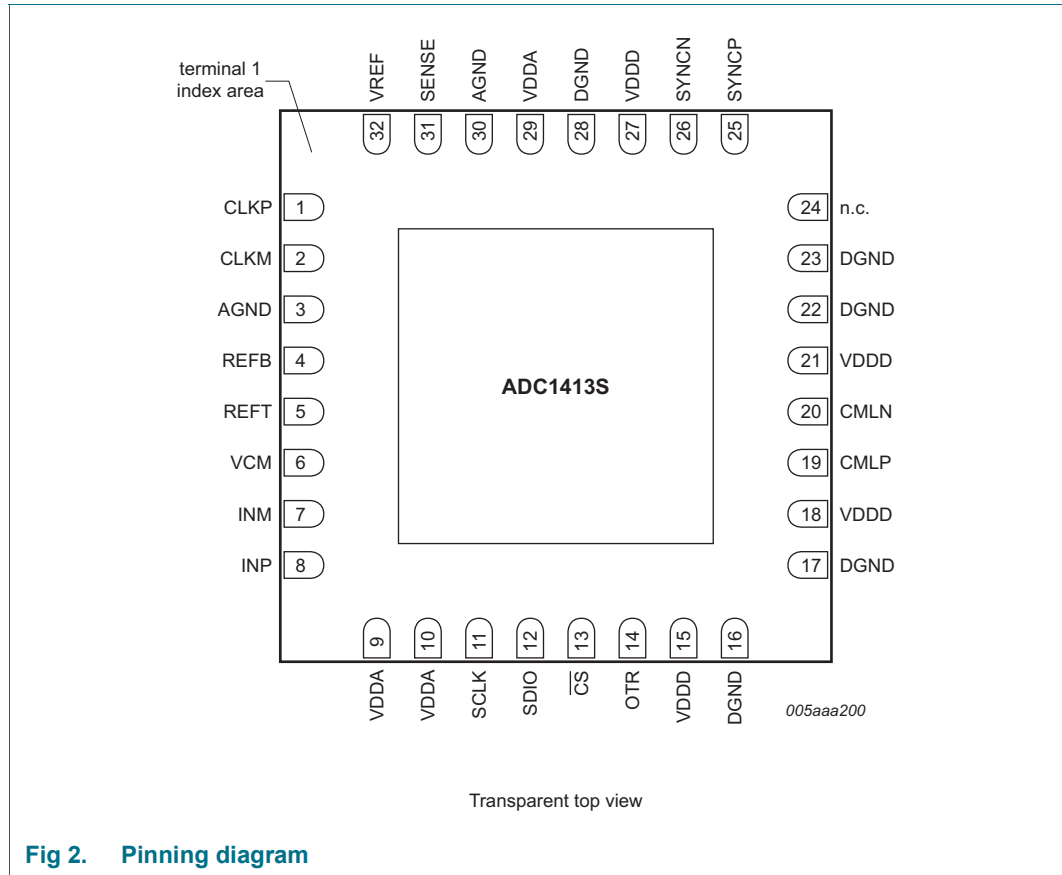 terminal 1
index area
VREF
SENSE
AGND
VDDA
DGND
VDDD
SYNCN
SYNCP
32
31
30
29
28
27
26
25
CLKP 1
CLKM 2
AGND 3
REFB 4
REFT 5
VCM 6
INM 7
INP 8
ADC1413S
24 n.c.
23 DGND
22 DGND
21 VDDD
20 CMLN
19 CMLP
18 VDDD
17 DGND
9
10
11
12
13
14
15
16
VDDA
VDDA
SCLK
SDIO
C̅S̅
OTR
VDDD
DGND
005aaa200
Transparent top view
Fig 2. Pinning diagram